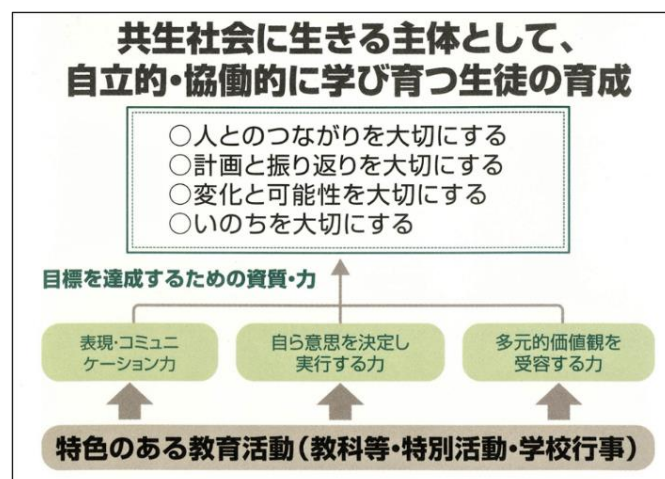 共生社会に生きる主体として、
自立的・協働的に学び育つ生徒の育成
○人とのつながりを大切にする
○計画と振り返りを大切にする
○変化と可能性を大切にする
○いのちを大切にする
目標を達成するための資質・力
表現・コミュニ
ケーション力
自ら意思を決定し
実行する力
多元的価値観を
受容する力
特色のある教育活動(教科等・特別活動・学校行事)